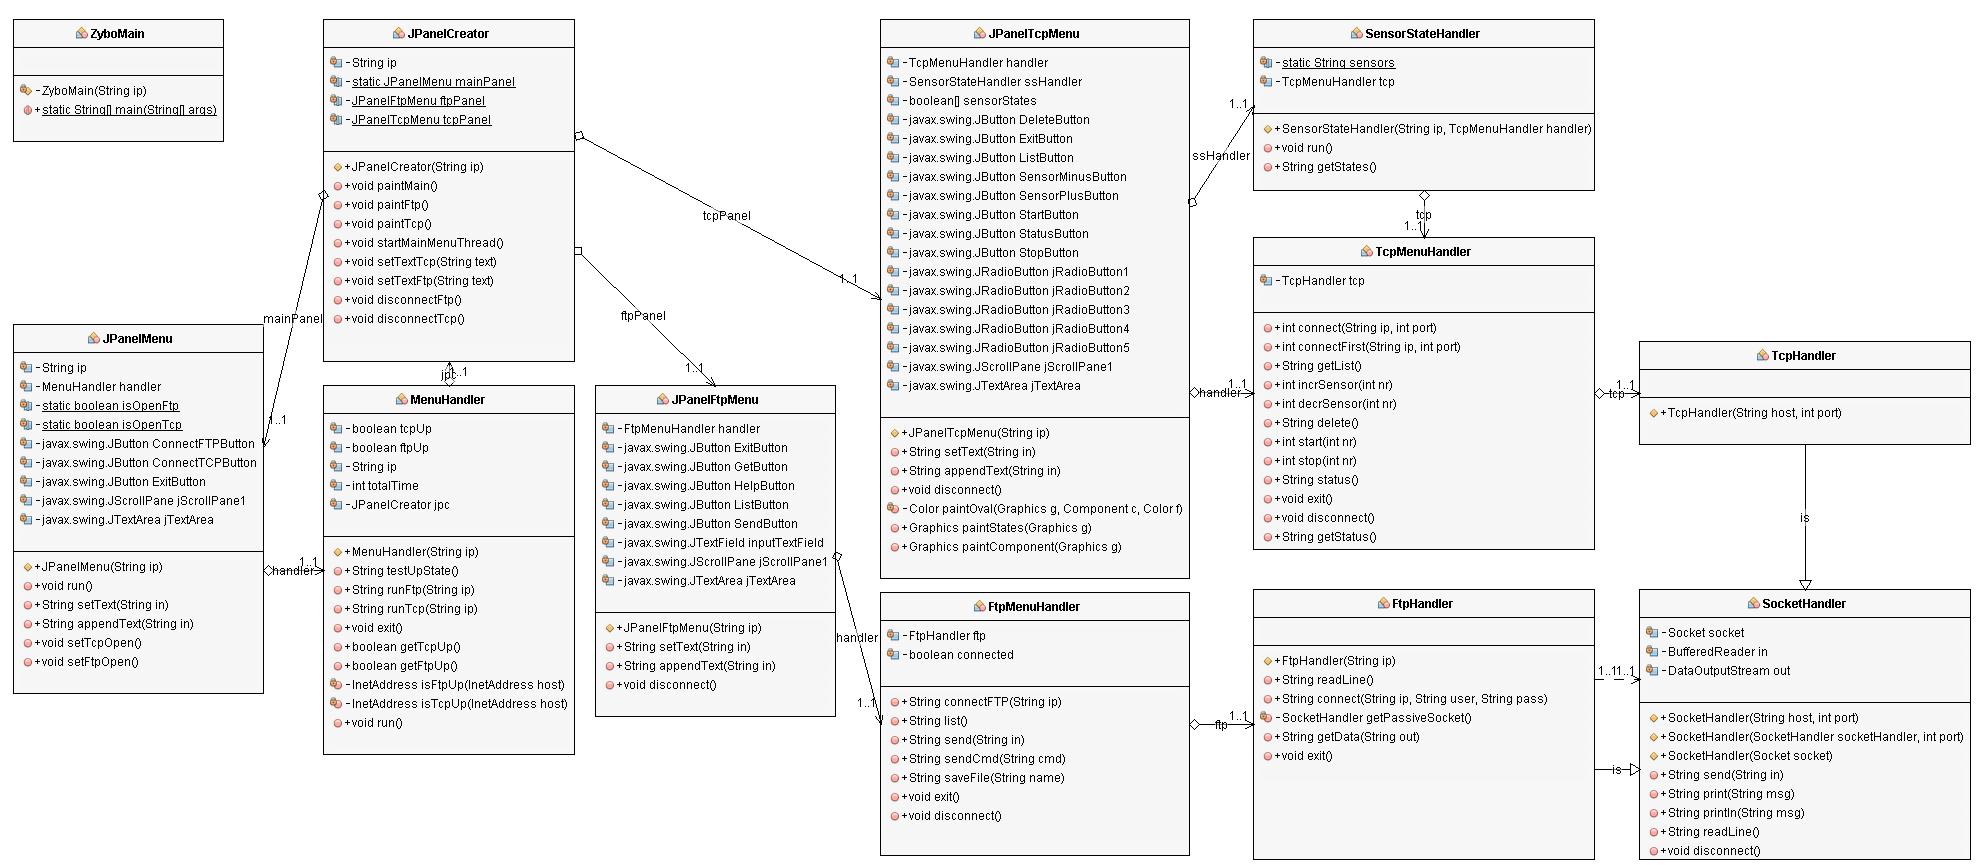 ZyboMain
-ZyboMain(String ip)
+static String[] main(String[] args)
JPanelCreator
-String ip
-static JPanelMenu mainPanel
-JPanelFtpMenu ftpPanel
-JPanelTcpMenu tcpPanel
+JPanelCreator(String ip)
+void paintMain()
+void paintFtp()
+void paintTcp()
+void startMainMenuThread()
+void setTextTcp(String text)
+void setTextFtp(String text)
+void disconnectFtp()
+void disconnectTcp()
mainPanel
1..1
tcpPanel
1..1
ftpPanel
1..1
jpc
1..1
JPanelMenu
-String ip
-MenuHandler handler
-static boolean isOpenFtp
-static boolean isOpenTcp
-javax.swing.JButton ConnectFTPButton
-javax.swing.JButton ConnectTCPButton
-javax.swing.JButton ExitButton
-javax.swing.JScrollPane jScrollPane1
-javax.swing.JTextArea jTextArea
+JPanelMenu(String ip)
+void run()
+String setText(String in)
+String appendText(String in)
+void setTcpOpen()
+void setFtpOpen()
handler
1..1
MenuHandler
-boolean tcpUp
-boolean ftpUp
-String ip
-int totalTime
-JPanelCreator jpc
+MenuHandler(String ip)
+String testUpState()
+String runFtp(String ip)
+String runTcp(String ip)
+void exit()
+boolean getTcpUp()
+boolean getFtpUp()
-InetAddress isFtpUp(InetAddress host)
-InetAddress isTcpUp(InetAddress host)
+void run()
JPanelFtpMenu
-FtpMenuHandler handler
-javax.swing.JButton ExitButton
-javax.swing.JButton GetButton
-javax.swing.JButton HelpButton
-javax.swing.JButton ListButton
-javax.swing.JButton SendButton
-javax.swing.JTextField inputTextField
-javax.swing.JScrollPane jScrollPane1
-javax.swing.JTextArea jTextArea
+JPanelFtpMenu(String ip)
+String setText(String in)
+String appendText(String in)
+void disconnect()
handler
1..1
JPanelTcpMenu
-TcpMenuHandler handler
-SensorStateHandler ssHandler
-boolean[] sensorStates
-javax.swing.JButton DeleteButton
-javax.swing.JButton ExitButton
-javax.swing.JButton ListButton
-javax.swing.JButton SensorMinusButton
-javax.swing.JButton SensorPlusButton
-javax.swing.JButton StartButton
-javax.swing.JButton StatusButton
-javax.swing.JButton StopButton
-javax.swing.JRadioButton jRadioButton1
-javax.swing.JRadioButton jRadioButton2
-javax.swing.JRadioButton jRadioButton3
-javax.swing.JRadioButton jRadioButton4
-javax.swing.JRadioButton jRadioButton5
-javax.swing.JScrollPane jScrollPane1
-javax.swing.JTextArea jTextArea
+JPanelTcpMenu(String ip)
+String setText(String in)
+String appendText(String in)
+void disconnect()
-Color paintOval(Graphics g, Component c, Color f)
+Graphics paintStates(Graphics g)
+Graphics paintComponent(Graphics g)
ssHandler
1..1
handler
1..1
FtpMenuHandler
-FtpHandler ftp
-boolean connected
+String connectFTP(String ip)
+String list()
+String send(String in)
+String sendCmd(String cmd)
+String saveFile(String name)
+void exit()
+void disconnect()
ftp
1..1
SensorStateHandler
-static String sensors
-TcpMenuHandler tcp
+SensorStateHandler(String ip, TcpMenuHandler handler)
+void run()
+String getStates()
tcp
1..1
TcpMenuHandler
-TcpHandler tcp
+int connect(String ip, int port)
+int connectFirst(String ip, int port)
+String getList()
+int incrSensor(int nr)
+int decrSensor(int nr)
+String delete()
+int start(int nr)
+int stop(int nr)
+String status()
+void exit()
+void disconnect()
+String getStatus()
tcp
1..1
FtpHandler
+FtpHandler(String ip)
+String readLine()
+String connect(String ip, String user, String pass)
-SocketHandler getPassiveSocket()
+String getData(String out)
+void exit()
1..11..1
is
TcpHandler
+TcpHandler(String host, int port)
is
SocketHandler
-Socket socket
-BufferedReader in
-DataOutputStream out
+SocketHandler(String host, int port)
+SocketHandler(SocketHandler socketHandler, int port)
+SocketHandler(Socket socket)
+String send(String in)
+String print(String msg)
+String println(String msg)
+String readLine()
+void disconnect()